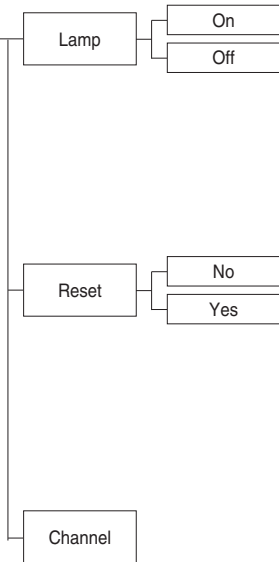 Lamp
On
Off
Reset
No
Yes
Channel